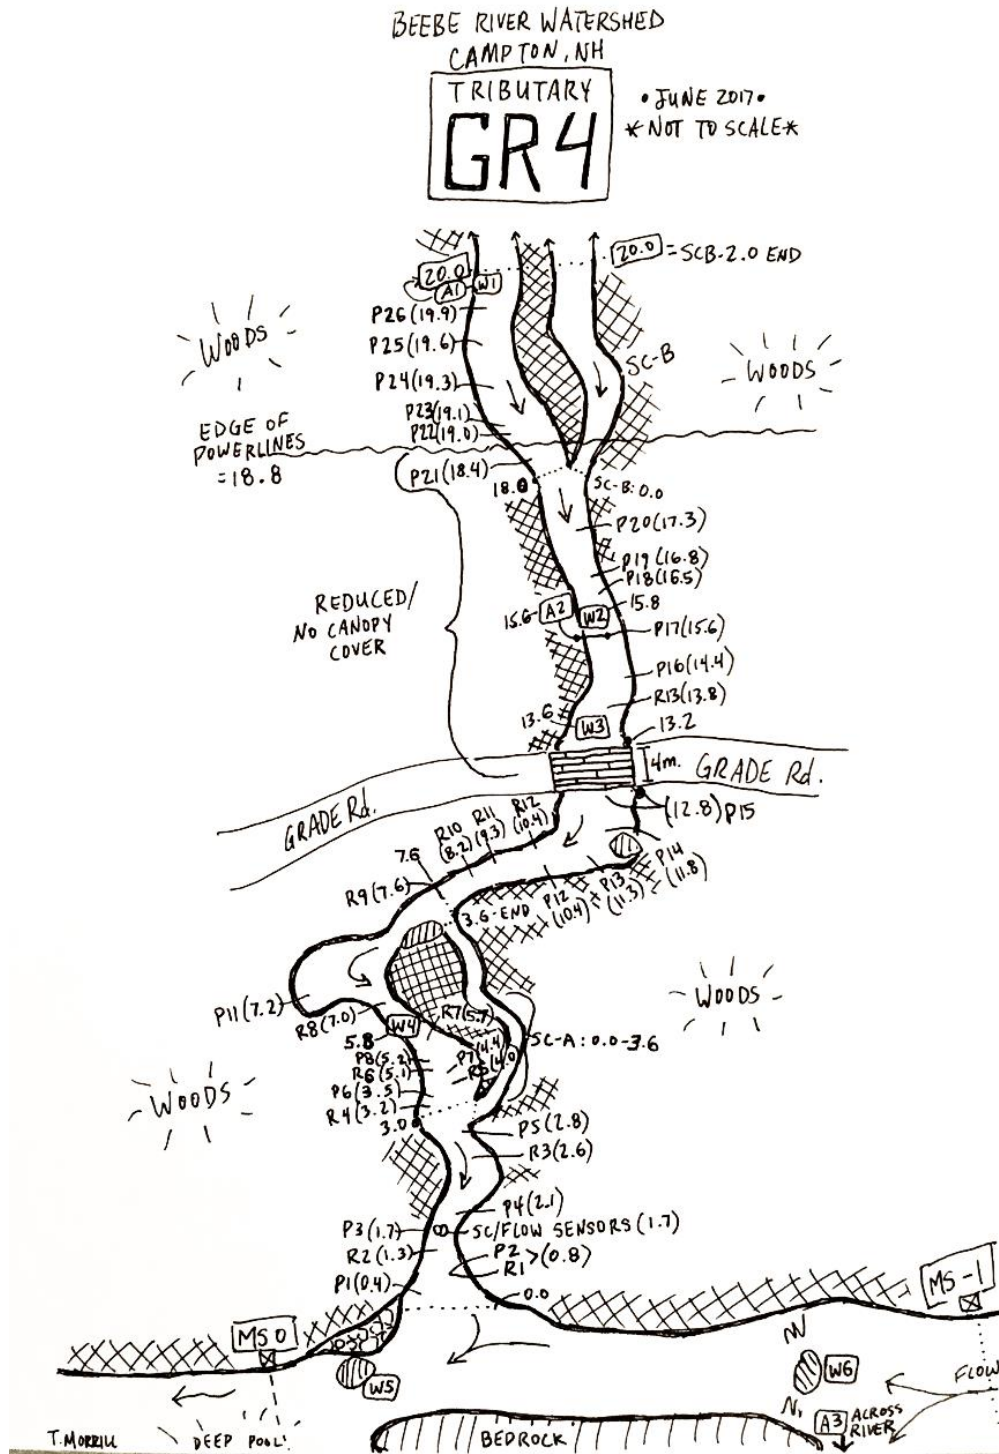 BEEBE RIVER WATERSHED
CAMPTON, NH
TRIBUTARY
GR4
• JUNE 2017 •
*NOT TO SCALE*
20.0 = SCB-2.0 END
20.0
A1 W1
P26 (19.9)
WOODS
P25 (19.6)
SC-B
WOODS
P24 (19.3)
P23 (19.1)
P22 (19.0)
EDGE OF
POWERLINES
=18.8
P21 (18.4)
18.0
SC-B: 0.0
P20 (17.3)
P19 (16.8)
P18 (16.5)
REDUCED/
NO CANOPY
COVER
15.6 A2 W2 15.8
P17 (15.6)
P16 (14.4)
R13 (13.8)
13.6 W3 13.2
4m.
GRADE Rd.
GRADE Rd.
(12.8) P15
R12 (10.4)
R11 (9.3)
R10 (8.2)
7.6
R9 (7.6)
P14 (11.8)
P13 (11.3)
P12 (10.4)
3.6-END
P11 (7.2)
R8 (7.0)
W4
5.8
R7 (5.7)
WOODS
SC-A: 0.0-3.6
P8 (5.2)
R6 (5.1)
P7 (4.4)
R5 (4.0)
P6 (3.5)
R4 (3.2)
3.0
WOODS
P5 (2.8)
R3 (2.6)
P4 (2.1)
P3 (1.7)
SC/FLOW SENSORS (1.7)
R2 (1.3)
P2
R1 > (0.8)
P1 (0.4)
0.0
MS-1
MS 0
W5
W6
FLOW
A3 ACROSS
RIVER
T. MORRILL
DEEP POOL!
BEDROCK